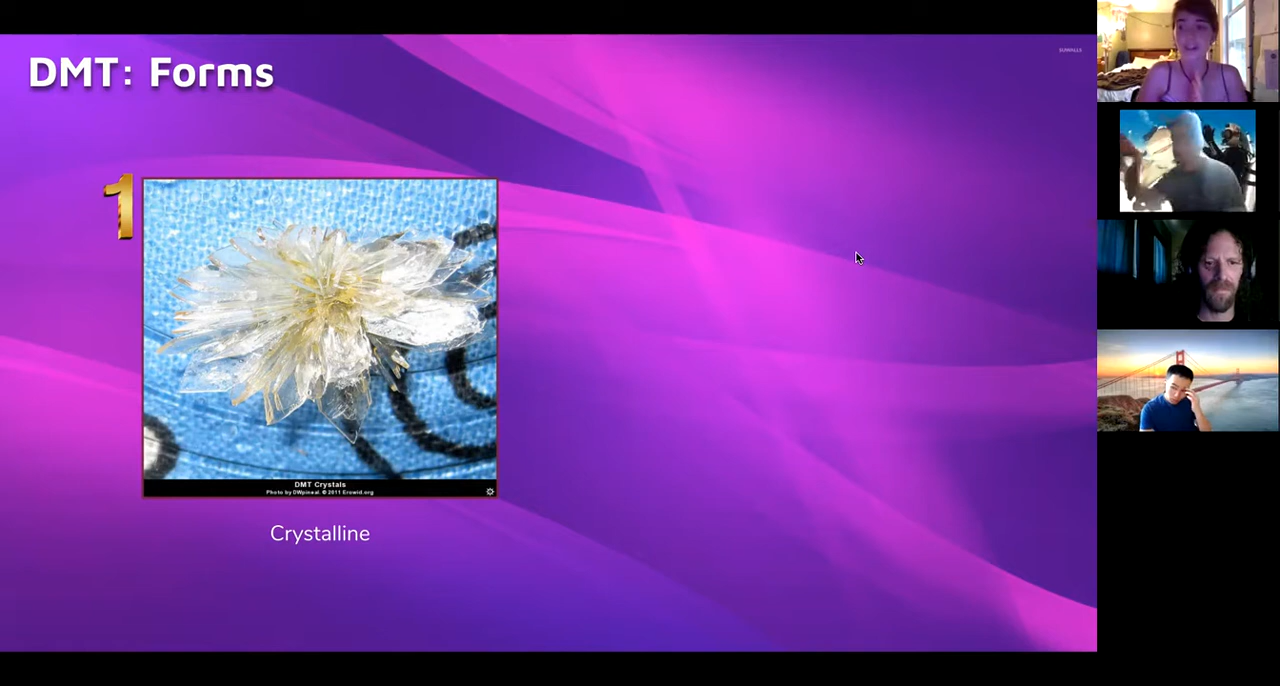 DMT: Forms
1
DMT Crystals
Photo by DWpineal. © 2011 Erowid.org
Crystalline